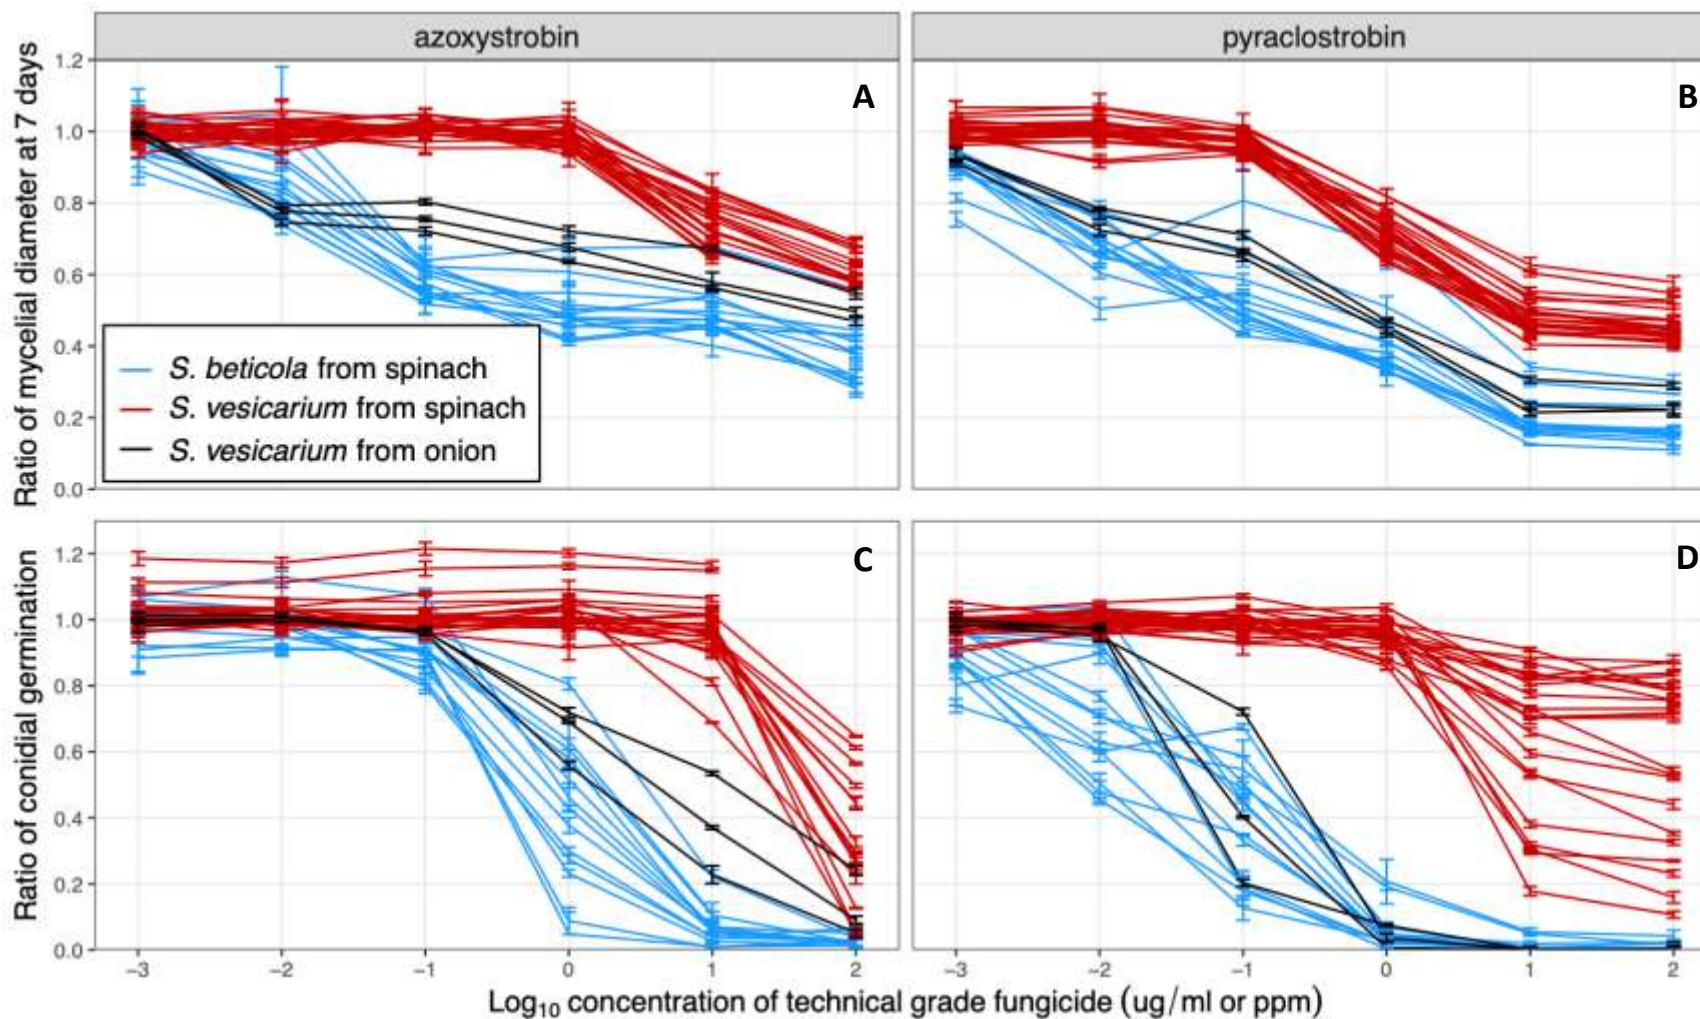 azoxystrobin
pyraclostrobin
Ratio of mycelial diameter at 7 days
1.2
1.0
0.8
0.6
0.4
0.2
0.0
A
B
S. beticola from spinach
S. vesicarium from spinach
S. vesicarium from onion
Ratio of conidial germination
1.2
1.0
0.8
0.6
0.4
0.2
0.0
C
D
−3 −2 −1 0 1 2
−3 −2 −1 0 1 2
Log10 concentration of technical grade fungicide (ug/ml or ppm)